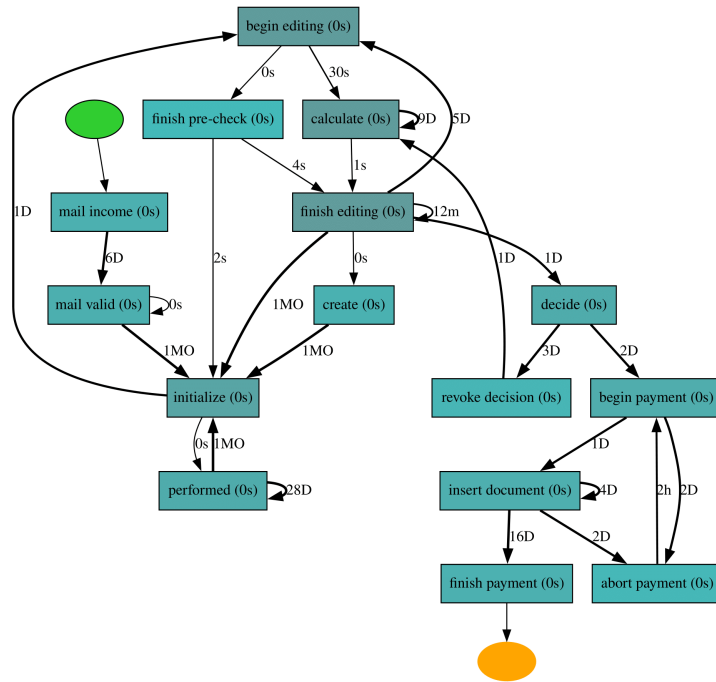 begin editing (0s)
0s
30s
finish pre-check (0s)
calculate (0s)
9D
5D
4s
1s
mail income (0s)
finish editing (0s)
12m
1D
6D
2s
1MO
0s
1D
1D
mail valid (0s)
0s
create (0s)
decide (0s)
1MO
1MO
3D
2D
initialize (0s)
revoke decision (0s)
begin payment (0s)
0s
1MO
1D
performed (0s)
28D
insert document (0s)
4D
2h
2D
16D
2D
finish payment (0s)
abort payment (0s)